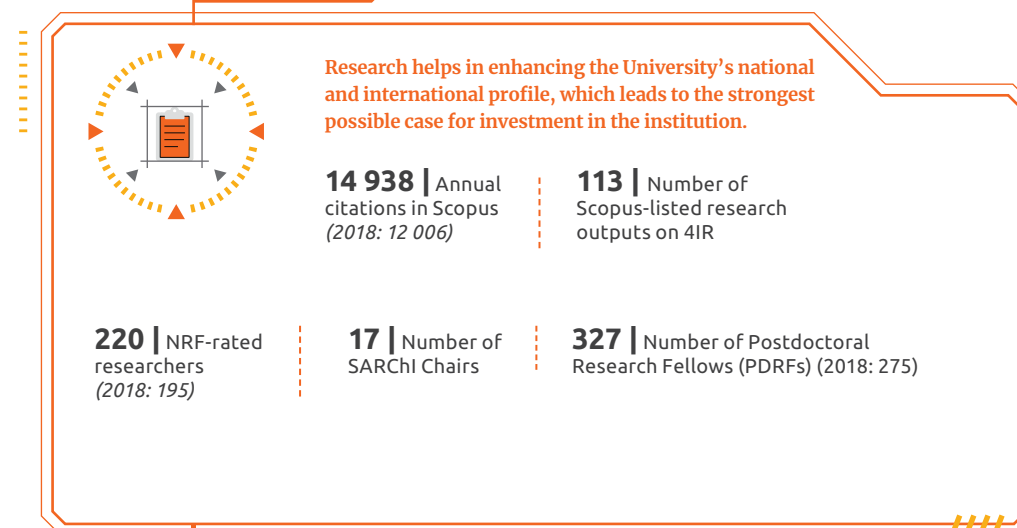 Research helps in enhancing the University’s national
and international profile, which leads to the strongest
possible case for investment in the institution.
14 938 | Annual
citations in Scopus
(2018: 12 006)
113 | Number of
Scopus-listed research
outputs on 4IR
220 | NRF-rated
researchers
(2018: 195)
17 | Number of
SARChI Chairs
327 | Number of Postdoctoral
Research Fellows (PDRFs) (2018: 275)